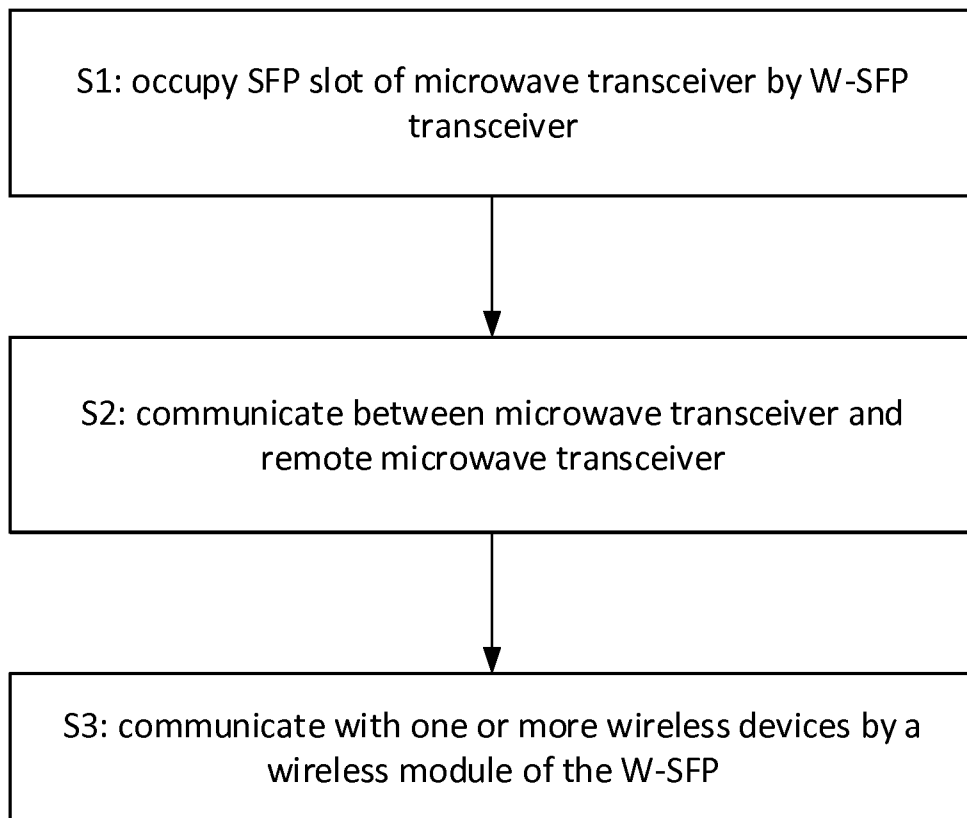 S1: occupy SFP slot of microwave transceiver by W-SFP
transceiver
S2: communicate between microwave transceiver and
remote microwave transceiver
S3: communicate with one or more wireless devices by a
wireless module of the W-SFP